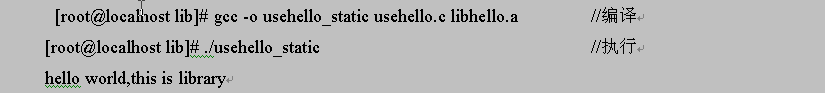 [root@localhost lib]# gcc -o usehello_static usehello.c libhello.a //编译
[root@localhost lib]# ./usehello_static //执行
hello world,this is library